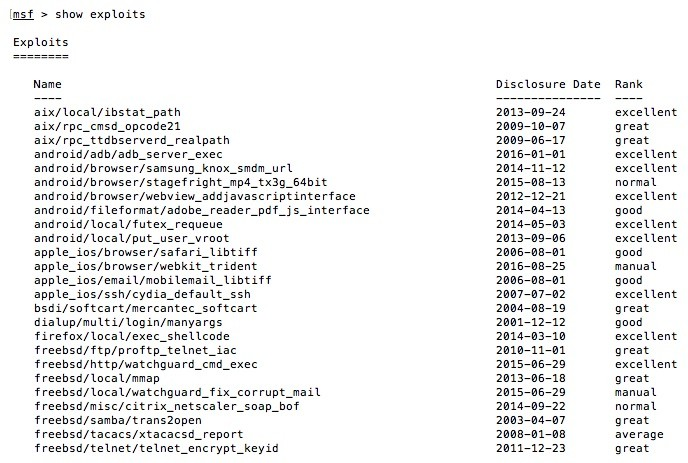 msf > show exploits
Exploits
========
Name Disclosure Date Rank
---- --------------- ----
aix/local/ibstat_path 2013-09-24 excellent
aix/rpc_cmsd_opcode21 2009-10-07 great
aix/rpc_ttdbserverd_realpath 2009-06-17 great
android/adb/adb_server_exec 2016-01-01 excellent
android/browser/samsung_knox_smdm_url 2014-11-12 excellent
android/browser/stagefright_mp4_tx3g_64bit 2015-08-13 normal
android/browser/webview_addjavascriptinterface 2012-12-21 excellent
android/fileformat/adobe_reader_pdf_js_interface 2014-04-13 good
android/local/futex_requeue 2014-05-03 excellent
android/local/put_user_vroot 2013-09-06 excellent
apple_ios/browser/safari_libtiff 2006-08-01 good
apple_ios/browser/webkit_trident 2016-08-25 manual
apple_ios/email/mobilemail_libtiff 2006-08-01 good
apple_ios/ssh/cydia_default_ssh 2007-07-02 excellent
bsdi/softcart/mercantec_softcart 2004-08-19 great
dialup/multi/login/manyargs 2001-12-12 good
firefox/local/exec_shellcode 2014-03-10 excellent
freebsd/ftp/proftp_telnet_iac 2010-11-01 great
freebsd/http/watchguard_cmd_exec 2015-06-29 excellent
freebsd/local/mmap 2013-06-18 great
freebsd/local/watchguard_fix_corrupt_mail 2015-06-29 manual
freebsd/misc/citrix_netscaler_soap_bof 2014-09-22 normal
freebsd/samba/trans2open 2003-04-07 great
freebsd/tacacs/xtacacsd_report 2008-01-08 average
freebsd/telnet/telnet_encrypt_keyid 2011-12-23 great